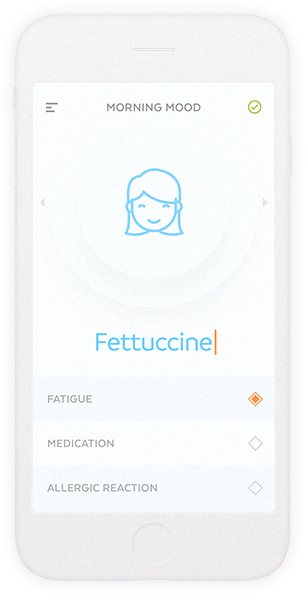 MORNING MOOD
Fettuccine
FATIGUE
MEDICATION
ALLERGIC REACTION